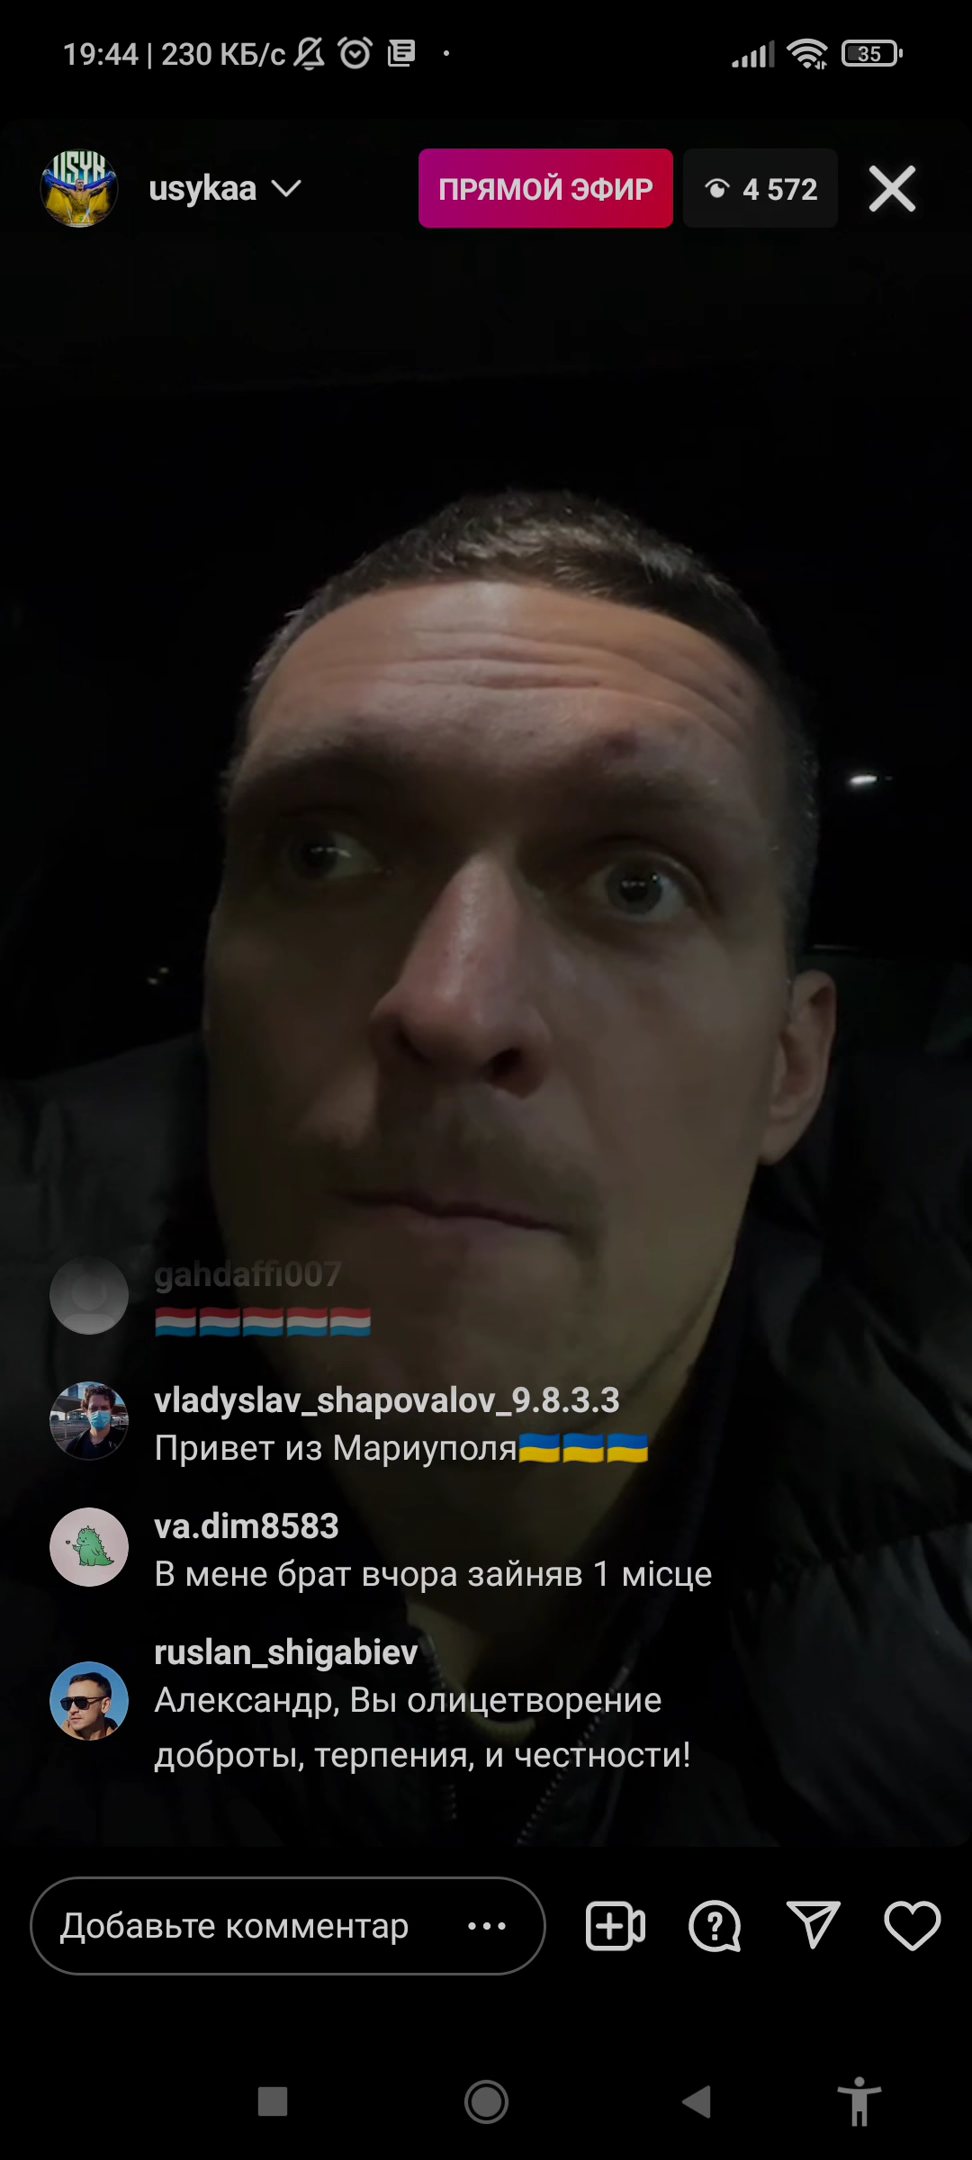 19:44 | 230 КБ/с
35
USYK
usykaa
ПРЯМОЙ ЭФИР
4 572
gahdaffi007
🇱🇺🇱🇺🇱🇺🇱🇺🇱🇺
vladyslav_shapovalov_9.8.3.3
Привет из Мариуполя🇺🇦🇺🇦🇺🇦
va.dim8583
В мене брат вчора зайняв 1 місце
ruslan_shigabiev
Александр, Вы олицетворение
доброты, терпения, и честности!
Добавьте комментар